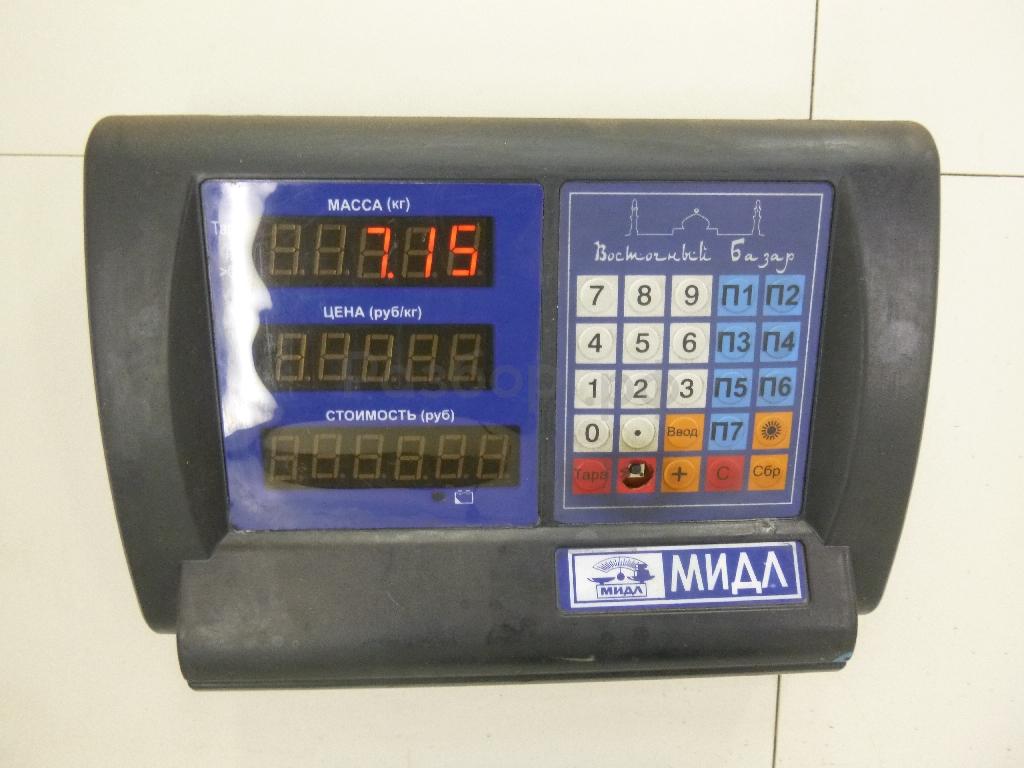 МАССА (кг)
7.15
ЦЕНА (руб/кг)
СТОИМОСТЬ (руб)
Восточный Базар
7 8 9 П1 П2
4 5 6 П3 П4
1 2 3 П5 П6
0 . Ввод П7
Тара + С Сбр
МИДЛ
МИДЛ